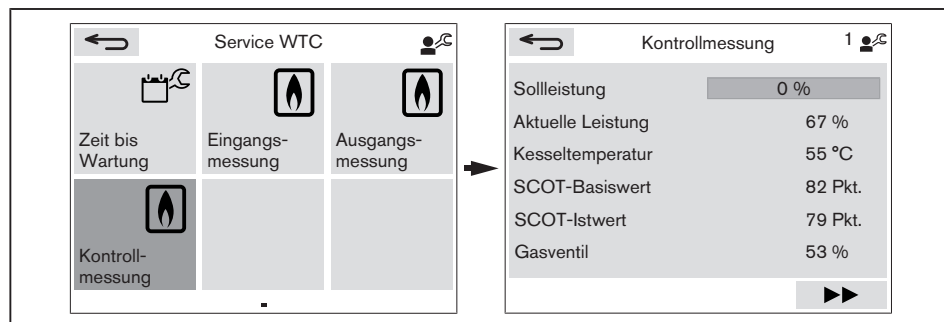 Service WTC
Zeit bis
Wartung
Eingangs-
messung
Ausgangs-
messung
Kontroll-
messung
Kontrollmessung 1
Sollleistung 0 %
Aktuelle Leistung 67 %
Kesseltemperatur 55 °C
SCOT-Basiswert 82 Pkt.
SCOT-Istwert 79 Pkt.
Gasventil 53 %